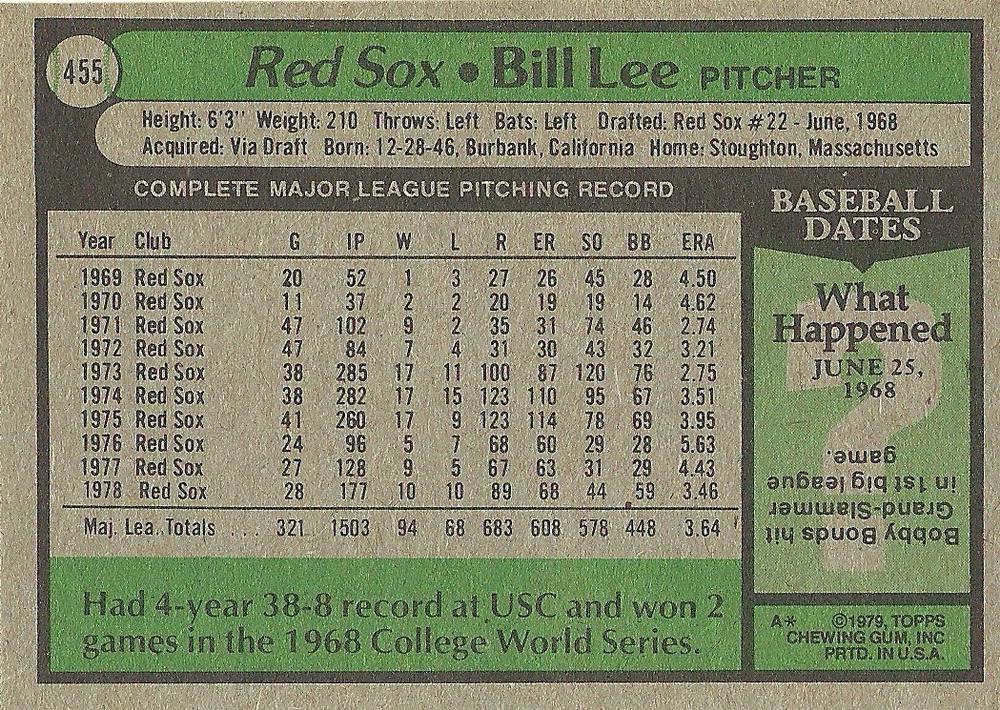 455
Red Sox • Bill Lee PITCHER
Height: 6'3" Weight: 210 Throws: Left Bats: Left Drafted: Red Sox #22 - June, 1968
Acquired: Via Draft Born: 12-28-46, Burbank, California Home: Stoughton, Massachusetts
COMPLETE MAJOR LEAGUE PITCHING RECORD
Year Club G IP W L R ER SO BB ERA
1969 Red Sox 20 52 1 3 27 26 45 28 4.50
1970 Red Sox 11 37 2 2 20 19 19 14 4.62
1971 Red Sox 47 102 9 2 35 31 74 46 2.74
1972 Red Sox 47 84 7 4 31 30 43 32 3.21
1973 Red Sox 38 285 17 11 100 87 120 76 2.75
1974 Red Sox 38 282 17 15 123 110 95 67 3.51
1975 Red Sox 41 260 17 9 123 114 78 69 3.95
1976 Red Sox 24 96 5 7 68 60 29 28 5.63
1977 Red Sox 27 128 9 5 67 63 31 29 4.43
1978 Red Sox 28 177 10 10 89 68 44 59 3.46
Maj. Lea. Totals . . . 321 1503 94 68 683 608 578 448 3.64
Had 4-year 38-8 record at USC and won 2
games in the 1968 College World Series.
BASEBALL
DATES
What
Happened
JUNE 25,
1968
?
Bobby Bonds hit
Grand-Slammer
in 1st big league
game.
A* ©1979, TOPPS
CHEWING GUM, INC
PRTD. IN U.S.A.